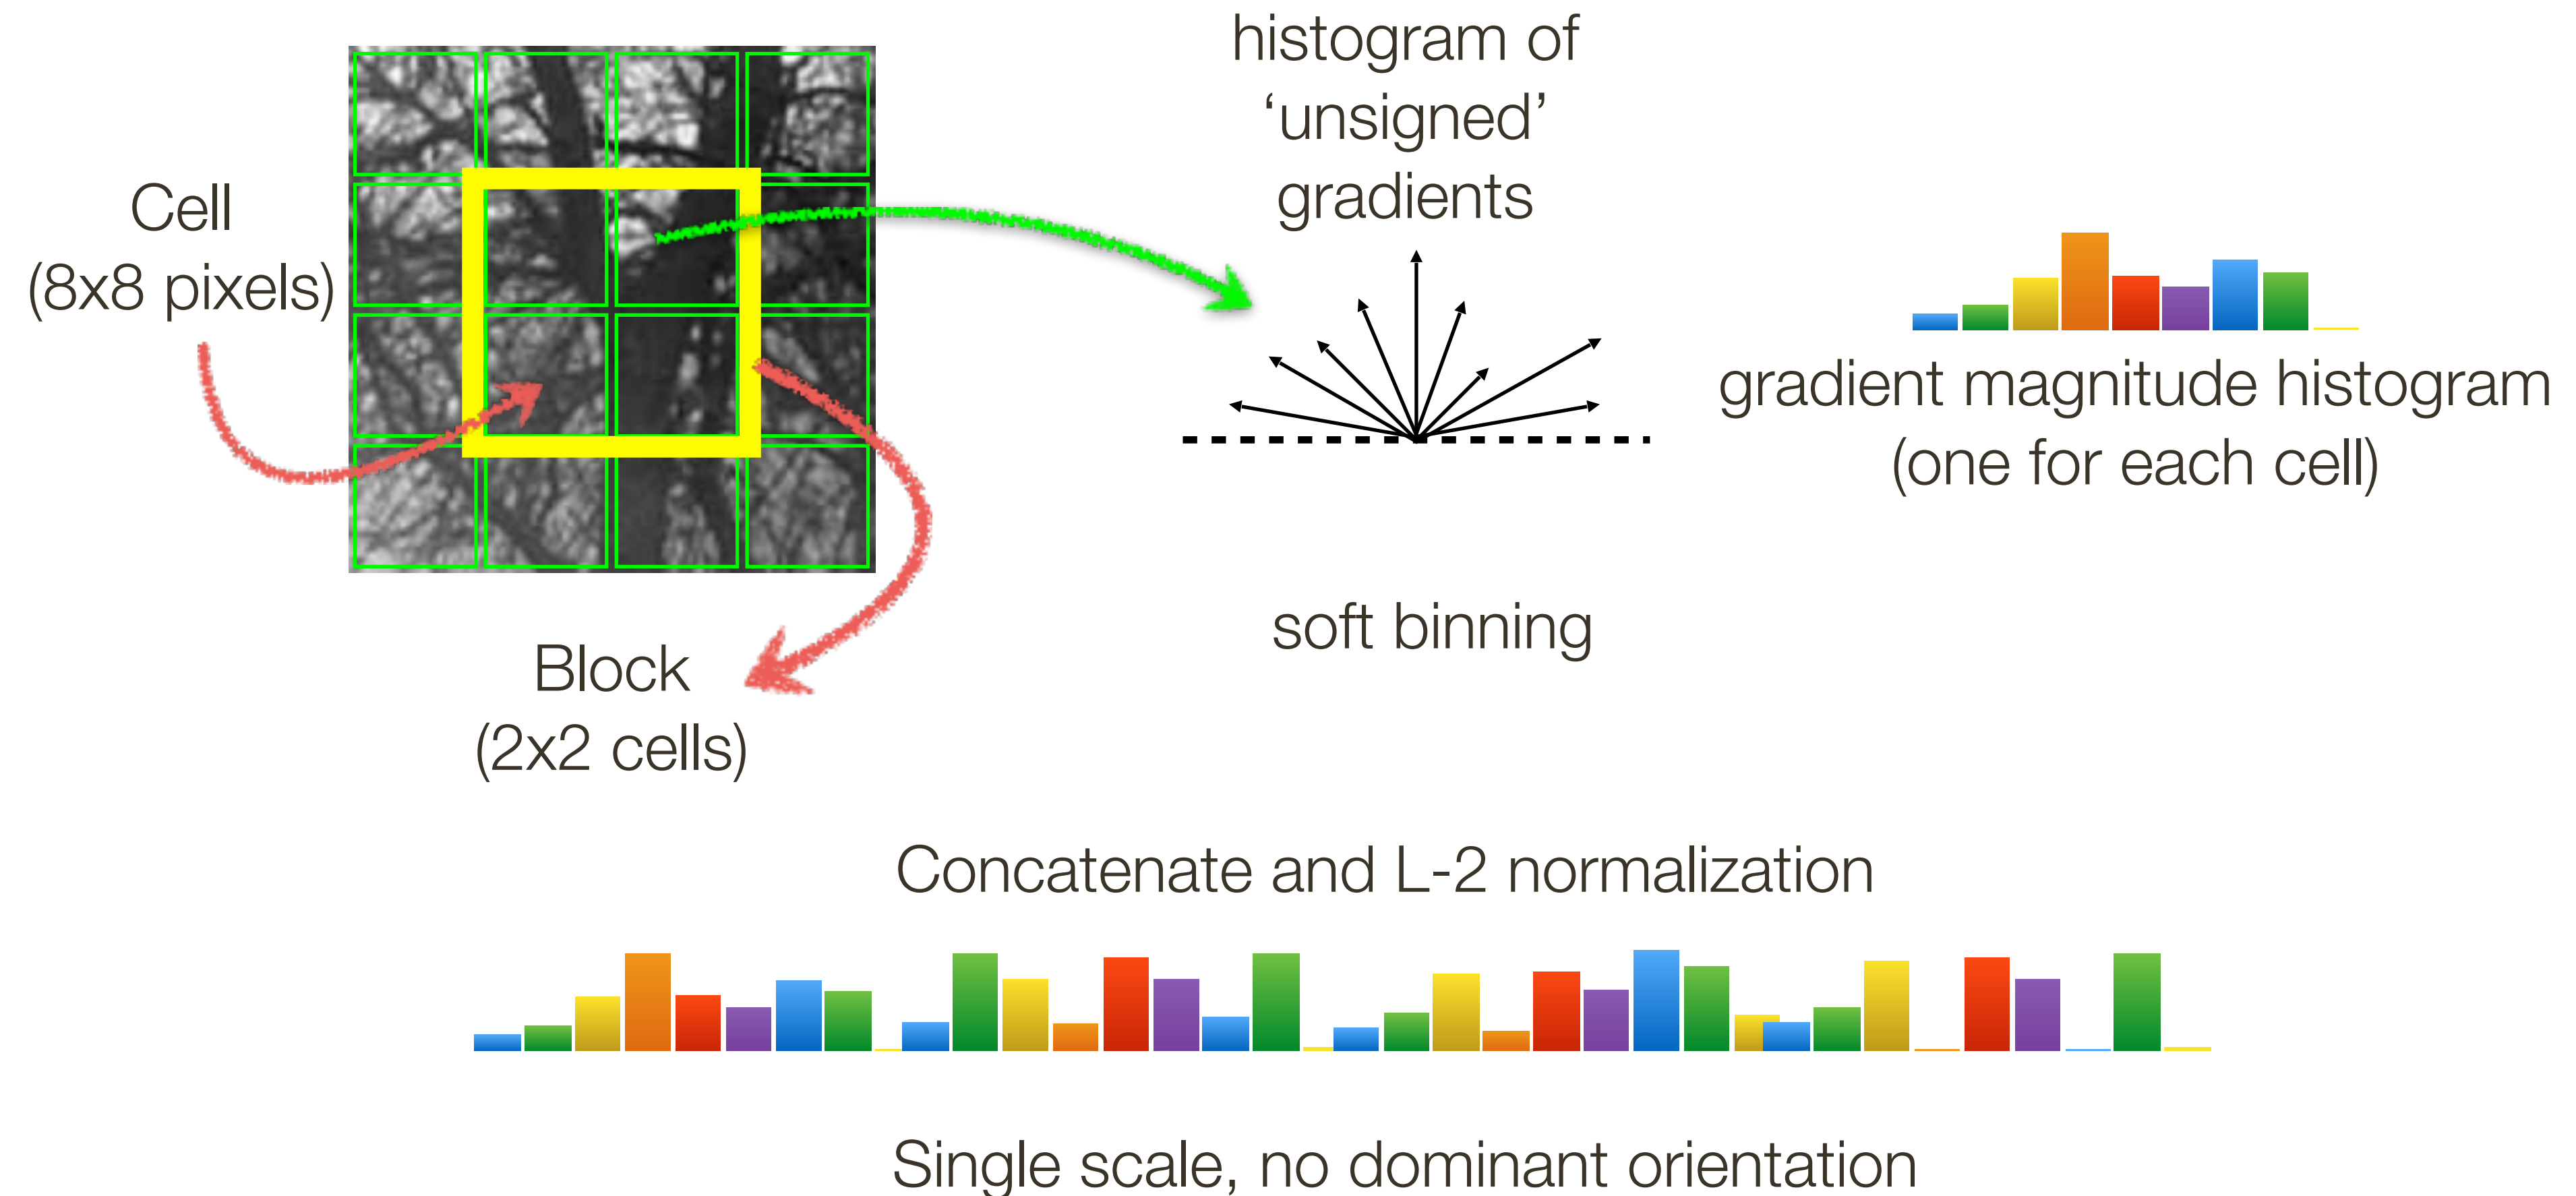 Cell
(8x8 pixels)
Block
(2x2 cells)
histogram of
‘unsigned’
gradients
soft binning
gradient magnitude histogram
(one for each cell)
Concatenate and L-2 normalization
Single scale, no dominant orientation